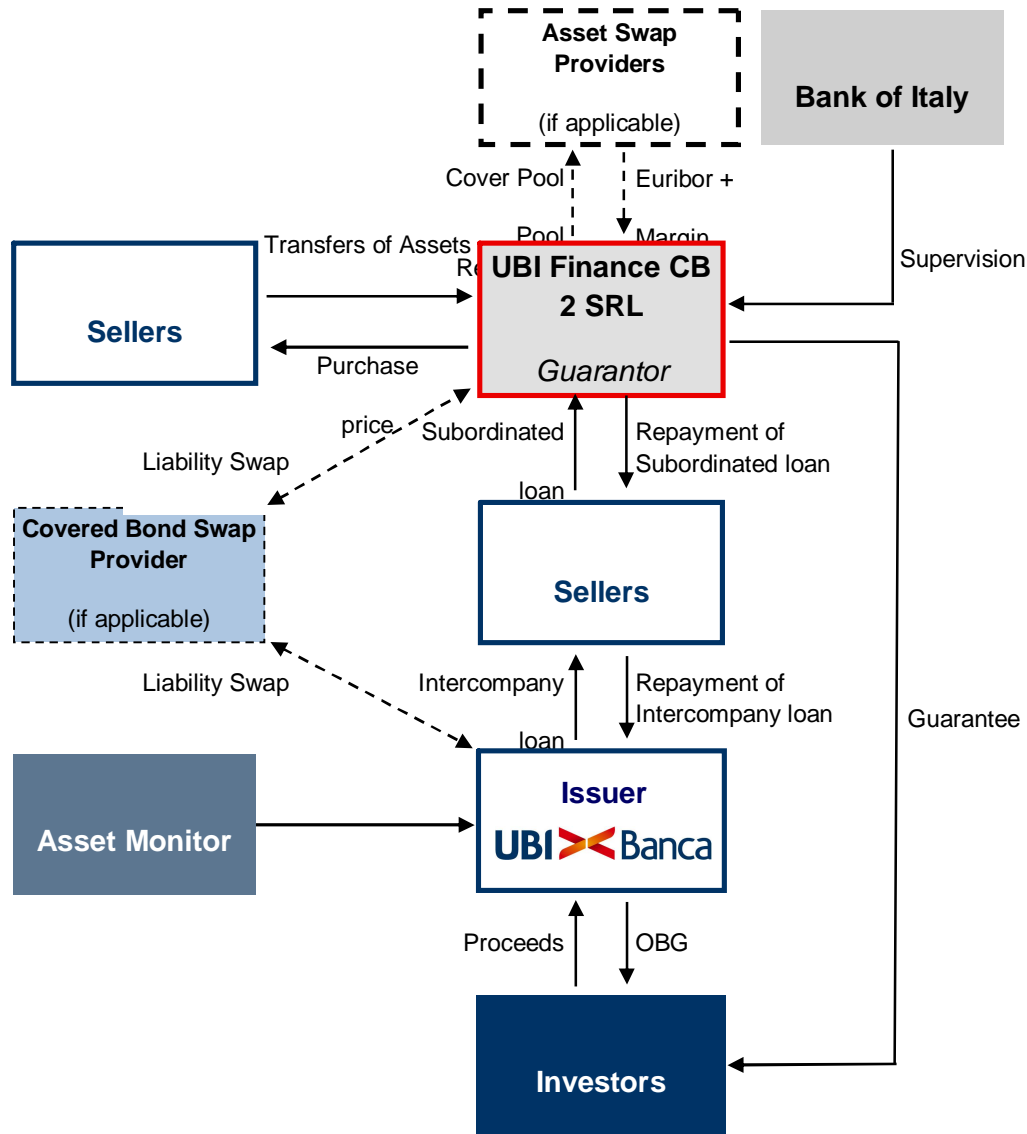 Asset Swap
Providers
(if applicable)
Bank of Italy
Cover Pool
Euribor +
Transfers of Assets
Pool
Margin
Supervision
UBI Finance CB
2 SRL
Guarantor
Sellers
Purchase
price
Liability Swap
Subordinated
loan
Repayment of
Subordinated loan
Covered Bond Swap
Provider
(if applicable)
Sellers
Liability Swap
Intercompany
loan
Repayment of
Intercompany loan
Guarantee
Asset Monitor
Issuer
UBI Banca
Proceeds
OBG
Investors